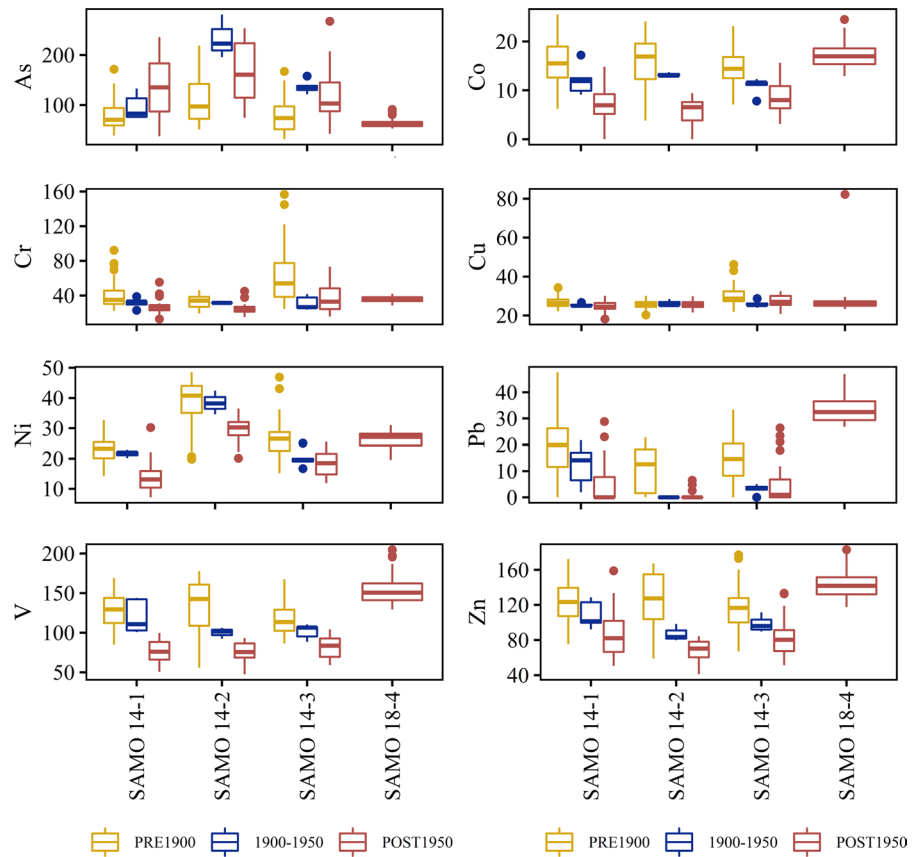 As
200
100
Co
20
10
0
Cr
160
120
80
40
Cu
80
60
40
20
Ni
50
40
30
20
10
Pb
40
30
20
10
0
V
200
150
100
50
Zn
160
120
80
40
SAMO 14-1
SAMO 14-2
SAMO 14-3
SAMO 18-4
SAMO 14-1
SAMO 14-2
SAMO 14-3
SAMO 18-4
PRE1900 1900-1950 POST1950 PRE1900 1900-1950 POST1950